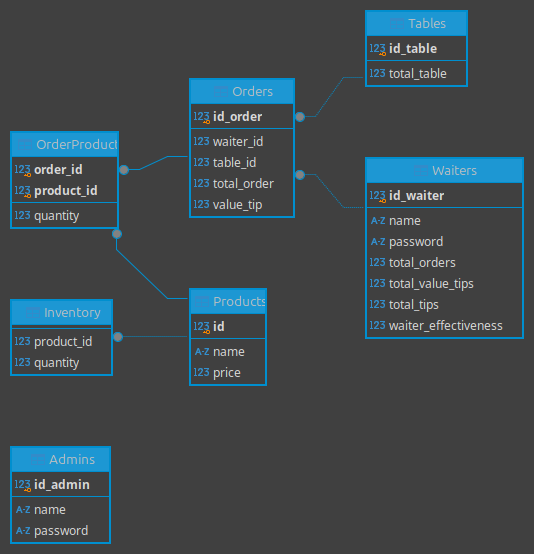 Tables
123 id_table
123 total_table
Orders
123 id_order
123 waiter_id
123 table_id
123 total_order
123 value_tip
OrderProduct
123 order_id
123 product_id
123 quantity
Waiters
123 id_waiter
A-Z name
A-Z password
123 total_orders
123 total_value_tips
123 total_tips
123 waiter_effectiveness
Inventory
123 product_id
123 quantity
Products
123 id
A-Z name
123 price
Admins
123 id_admin
A-Z name
A-Z password